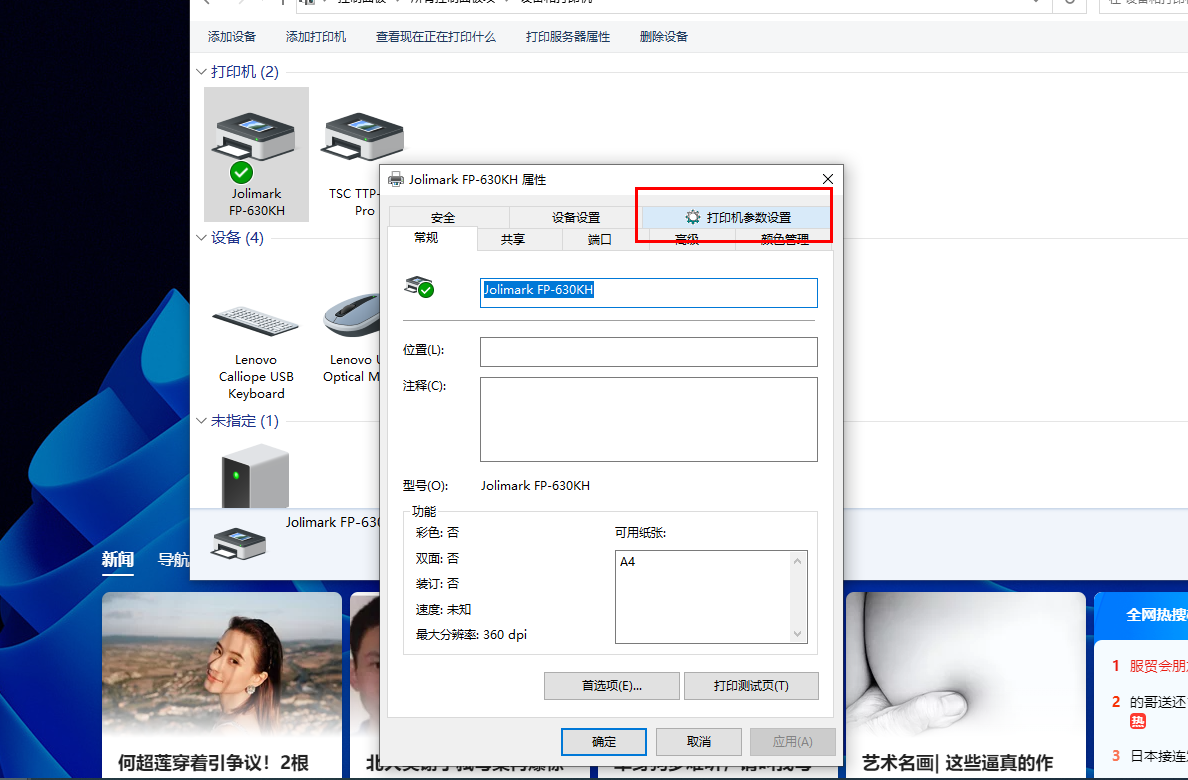 添加设备 添加打印机 查看现在正在打印什么 打印服务器属性 删除设备
打印机 (2)
Jolimark
FP-630KH
TSC TTP-
Pro
设备 (4)
Lenovo
Calliope USB
Keyboard
Lenovo U
Optical M
未指定 (1)
Jolimark FP-630
Jolimark FP-630KH 属性
安全 设备设置 打印机参数设置
常规 共享 端口 高级 颜色管理
Jolimark FP-630KH
位置(L):
注释(C):
型号(O): Jolimark FP-630KH
功能
彩色: 否
双面: 否
装订: 否
速度: 未知
最大分辨率: 360 dpi
可用纸张:
A4
首选项(E)... 打印测试页(T)
确定 取消 应用(A)
新闻 导航
何超莲穿着引争议！2根
艺术名画| 这些逼真的作
全网热搜
1 服贸会朋
2 的哥送还
热
3 日本接连